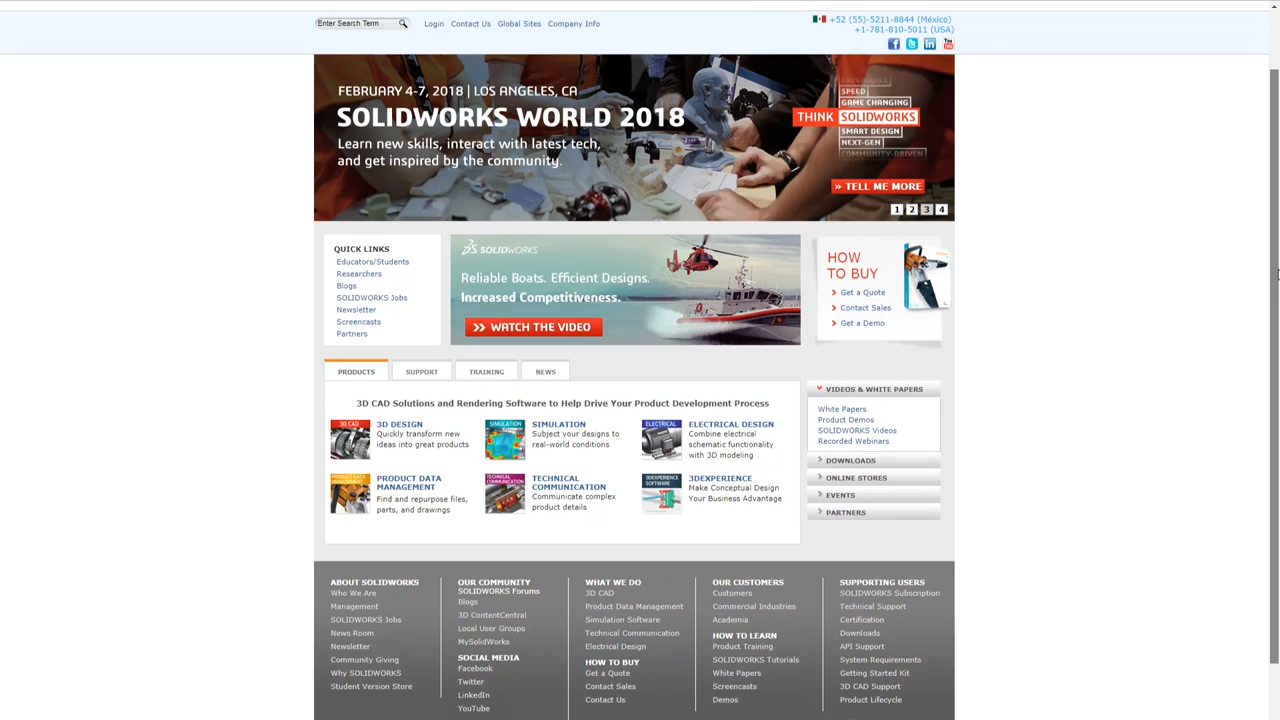 Enter Search Term
Login Contact Us Global Sites Company Info
+52 (55)-5211-8844 (México)
+1-781-810-5011 (USA)
FEBRUARY 4-7, 2018 | LOS ANGELES, CA
SOLIDWORKS WORLD 2018
Learn new skills, interact with latest tech,
and get inspired by the community.
EXPERIENCE
SPEED
GAME CHANGING
THINK SOLIDWORKS
SMART DESIGN
NEXT-GEN
COMMUNITY-DRIVEN
» TELL ME MORE
1 2 3 4
QUICK LINKS
Educators/Students
Researchers
Blogs
SOLIDWORKS Jobs
Newsletter
Screencasts
Partners
SOLIDWORKS
Reliable Boats. Efficient Designs.
Increased Competitiveness.
>> WATCH THE VIDEO
HOW
TO BUY
Get a Quote
Contact Sales
Get a Demo
PRODUCTS SUPPORT TRAINING NEWS
3D CAD Solutions and Rendering Software to Help Drive Your Product Development Process
3D CAD
3D DESIGN
Quickly transform new
ideas into great products
SIMULATION
SIMULATION
Subject your designs to
real-world conditions
ELECTRICAL
ELECTRICAL DESIGN
Combine electrical
schematic functionality
with 3D modeling
PRODUCT DATA
MANAGEMENT
Find and repurpose files,
parts, and drawings
TECHNICAL
COMMUNICATION
TECHNICAL
COMMUNICATION
Communicate complex
product details
3DEXPERIENCE
SOFTWARE
3DEXPERIENCE
Make Conceptual Design
Your Business Advantage
VIDEOS & WHITE PAPERS
White Papers
Product Demos
SOLIDWORKS Videos
Recorded Webinars
DOWNLOADS
ONLINE STORES
EVENTS
PARTNERS
ABOUT SOLIDWORKS
Who We Are
Management
SOLIDWORKS Jobs
News Room
Newsletter
Community Giving
Why SOLIDWORKS
Student Version Store
OUR COMMUNITY
SOLIDWORKS Forums
Blogs
3D ContentCentral
Local User Groups
MySolidWorks
SOCIAL MEDIA
Facebook
Twitter
LinkedIn
YouTube
WHAT WE DO
3D CAD
Product Data Management
Simulation Software
Technical Communication
Electrical Design
HOW TO BUY
Get a Quote
Contact Sales
Contact Us
OUR CUSTOMERS
Customers
Commercial Industries
Academia
HOW TO LEARN
Product Training
SOLIDWORKS Tutorials
White Papers
Screencasts
Demos
SUPPORTING USERS
SOLIDWORKS Subscription
Technical Support
Certification
Downloads
API Support
System Requirements
Getting Started Kit
3D CAD Support
Product Lifecycle